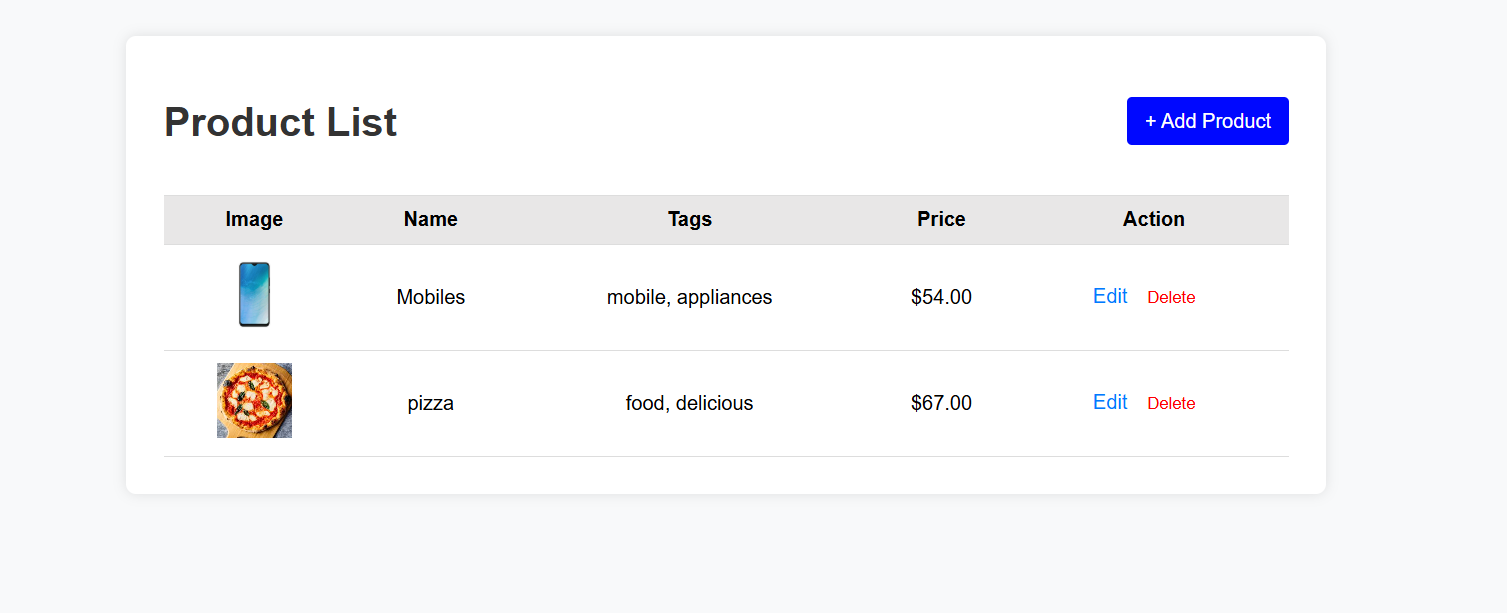 Product List
+ Add Product
Image Name Tags Price Action
Mobiles mobile, appliances $54.00 Edit Delete
pizza food, delicious $67.00 Edit Delete